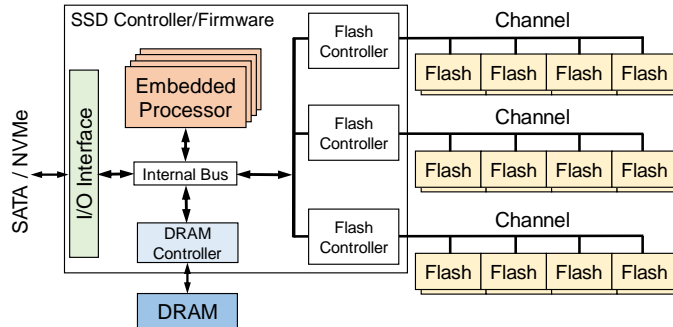 SSD Controller/Firmware
Flash
Controller
Channel
Flash Flash Flash Flash
Embedded
Processor
SATA / NVMe
I/O Interface
Internal Bus
Flash
Controller
Channel
Flash Flash Flash Flash
DRAM
Controller
Flash
Controller
Channel
Flash Flash Flash Flash
DRAM